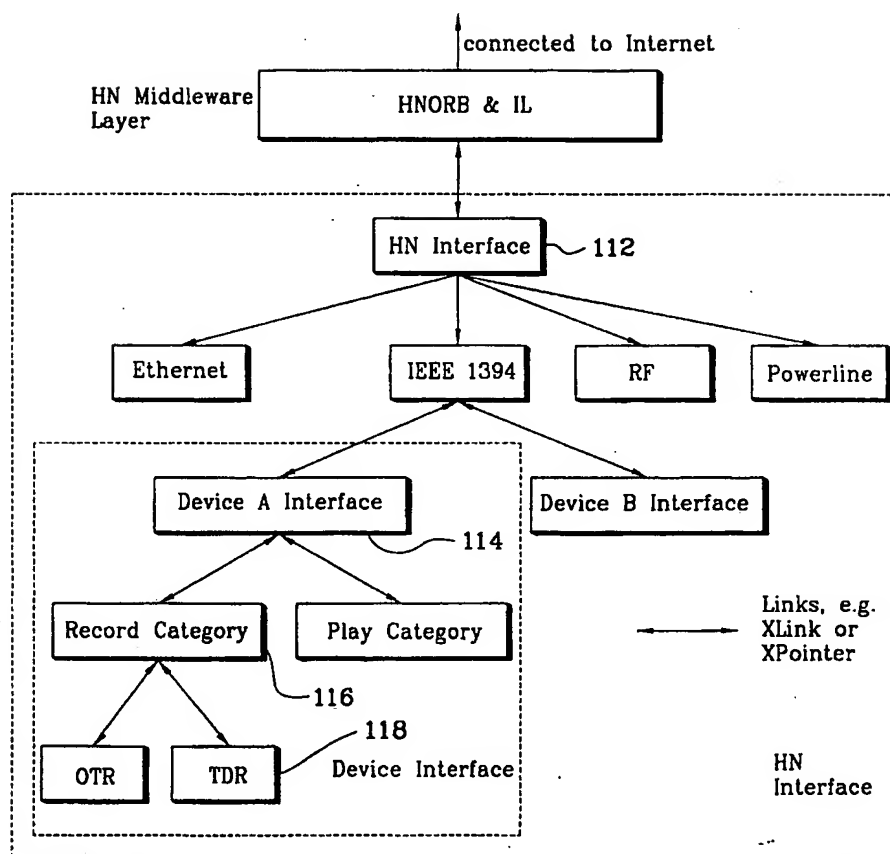 connected to Internet
HN Middleware
Layer
HNORB & IL
HN Interface
112
Ethernet
IEEE 1394
RF
Powerline
Device A Interface
Device B Interface
114
Record Category
Play Category
Links, e.g.
XLink or
XPointer
116
118
OTR
TDR
Device Interface
HN
Interface